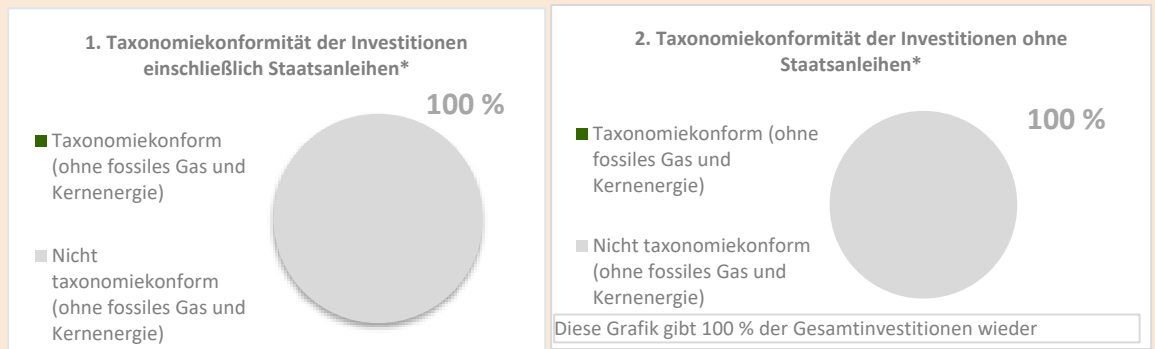 1. Taxonomiekonformität der Investitionen
einschließlich Staatsanleihen*
100 %
Taxonomiekonform
(ohne fossiles Gas und
Kernenergie)
Nicht
taxonomiekonform
(ohne fossiles Gas und
Kernenergie)
2. Taxonomiekonformität der Investitionen ohne
Staatsanleihen*
100 %
Taxonomiekonform (ohne
fossiles Gas und
Kernenergie)
Nicht taxonomiekonform
(ohne fossiles Gas und
Kernenergie)
Diese Grafik gibt 100 % der Gesamtinvestitionen wieder